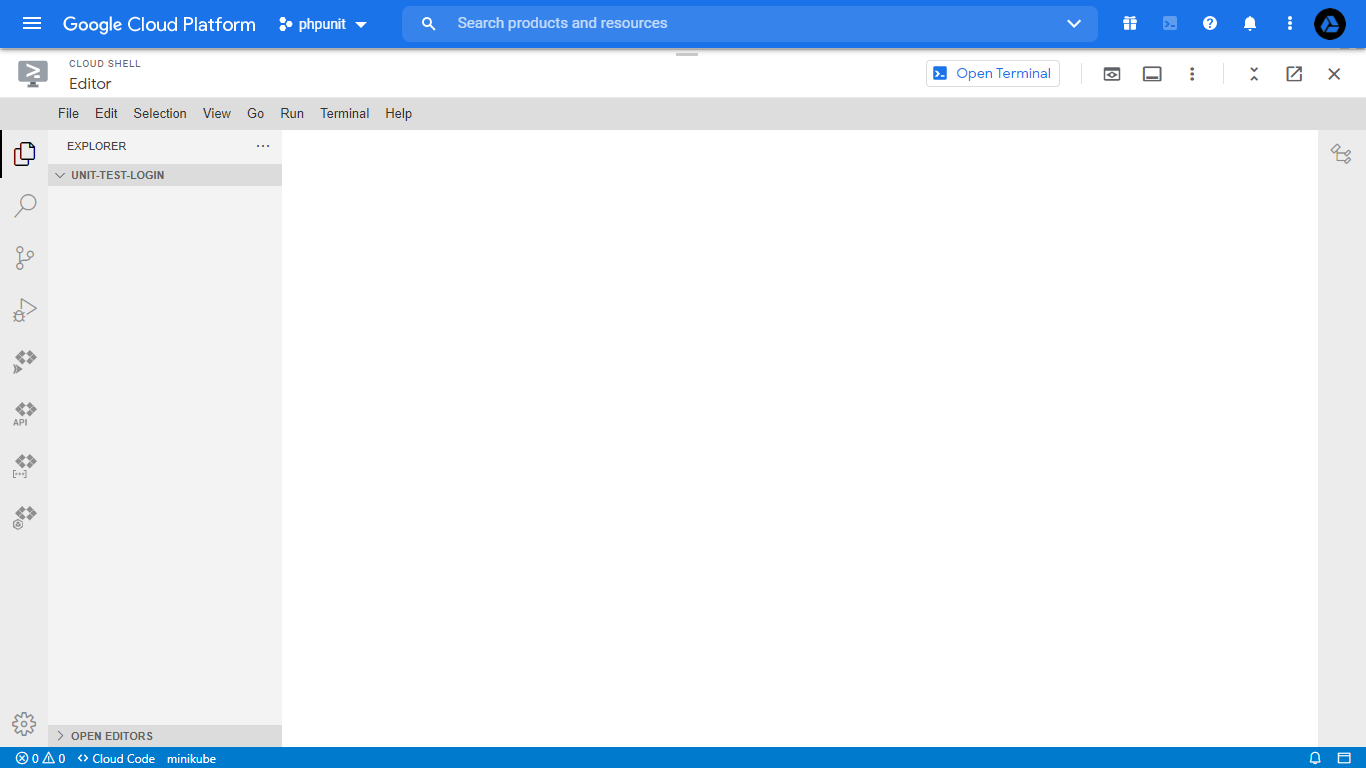 Google Cloud Platform phpunit Search products and resources
CLOUD SHELL
Editor
Open Terminal
File Edit Selection View Go Run Terminal Help
EXPLORER
UNIT-TEST-LOGIN
API
OPEN EDITORS
0 0 Cloud Code minikube